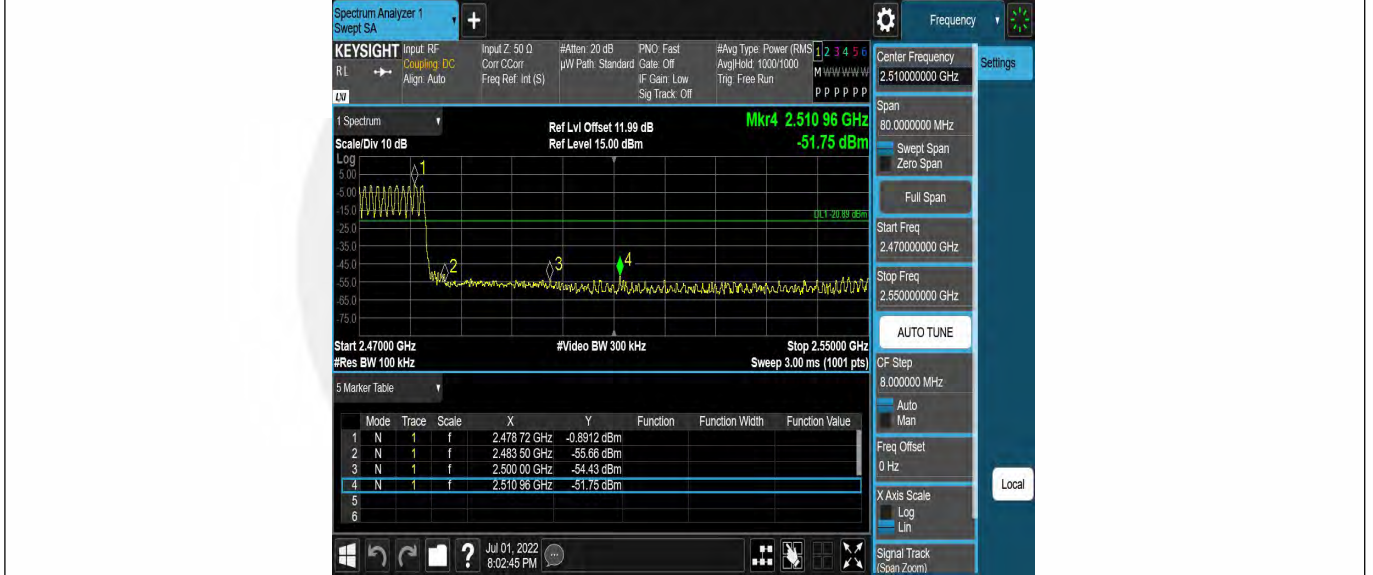 Spectrum Analyzer 1
Swept SA
+
Frequency
KEYSIGHT
RL
LXI
Input: RF
Coupling: DC
Align: Auto
Input Z: 50 Ω
Corr CCorr
Freq Ref: Int (S)
#Atten: 20 dB
µW Path: Standard
PNO: Fast
Gate: Off
IF Gain: Low
Sig Track: Off
#Avg Type: Power (RMS
Avg|Hold: 1000/1000
Trig: Free Run
1 2 3 4 5 6
M W W W W W
P P P P P P
1 Spectrum
Scale/Div 10 dB
Ref Lvl Offset 11.99 dB
Ref Level 15.00 dBm
Mkr4 2.510 96 GHz
-51.75 dBm
Log
5.00
-5.00
-15.0
-25.0
-35.0
-45.0
-55.0
-65.0
-75.0
1
2
3
4
DL1 -20.89 dBm
Start 2.47000 GHz
#Res BW 100 kHz
#Video BW 300 kHz
Stop 2.55000 GHz
Sweep 3.00 ms (1001 pts)
5 Marker Table
Mode Trace Scale X Y Function Function Width Function Value
1 N 1 f 2.478 72 GHz -0.8912 dBm
2 N 1 f 2.483 50 GHz -55.66 dBm
3 N 1 f 2.500 00 GHz -54.43 dBm
4 N 1 f 2.510 96 GHz -51.75 dBm
5
6
?
Jul 01, 2022
8:02:45 PM
Center Frequency
2.510000000 GHz
Settings
Span
80.0000000 MHz
Swept Span
Zero Span
Full Span
Start Freq
2.470000000 GHz
Stop Freq
2.550000000 GHz
AUTO TUNE
CF Step
8.000000 MHz
Auto
Man
Freq Offset
0 Hz
X Axis Scale
Log
Lin
Local
Signal Track
(Span Zoom)